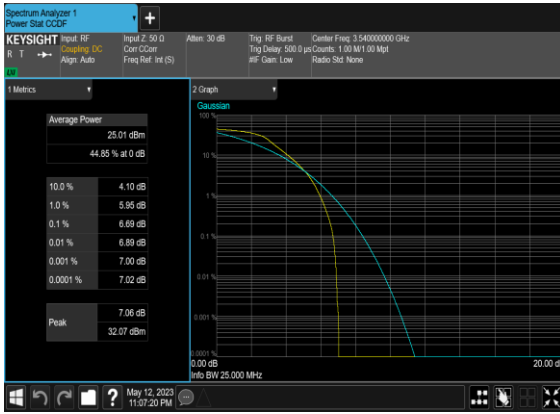 Spectrum Analyzer 1
Power Stat CCDF
+
KEYSIGHT
R T
LXI
Input: RF
Coupling: DC
Align: Auto
Input Z: 50 Ω
Corr CCorr
Freq Ref: Int (S)
Atten: 30 dB
Trig: RF Burst
Trig Delay: 500.0 µs
#IF Gain: Low
Center Freq: 3.540000000 GHz
Counts: 1.00 M/1.00 Mpt
Radio Std: None
1 Metrics
Average Power
25.01 dBm
44.85 % at 0 dB
10.0 % 4.10 dB
1.0 % 5.95 dB
0.1 % 6.69 dB
0.01 % 6.89 dB
0.001 % 7.00 dB
0.0001 % 7.02 dB
Peak
7.06 dB
32.07 dBm
2 Graph
Gaussian
100 %
10 %
1 %
0.1 %
0.01 %
0.001 %
0.0001 %
0.00 dB
20.00 d
Info BW 25.000 MHz
?
May 12, 2023
11:07:20 PM